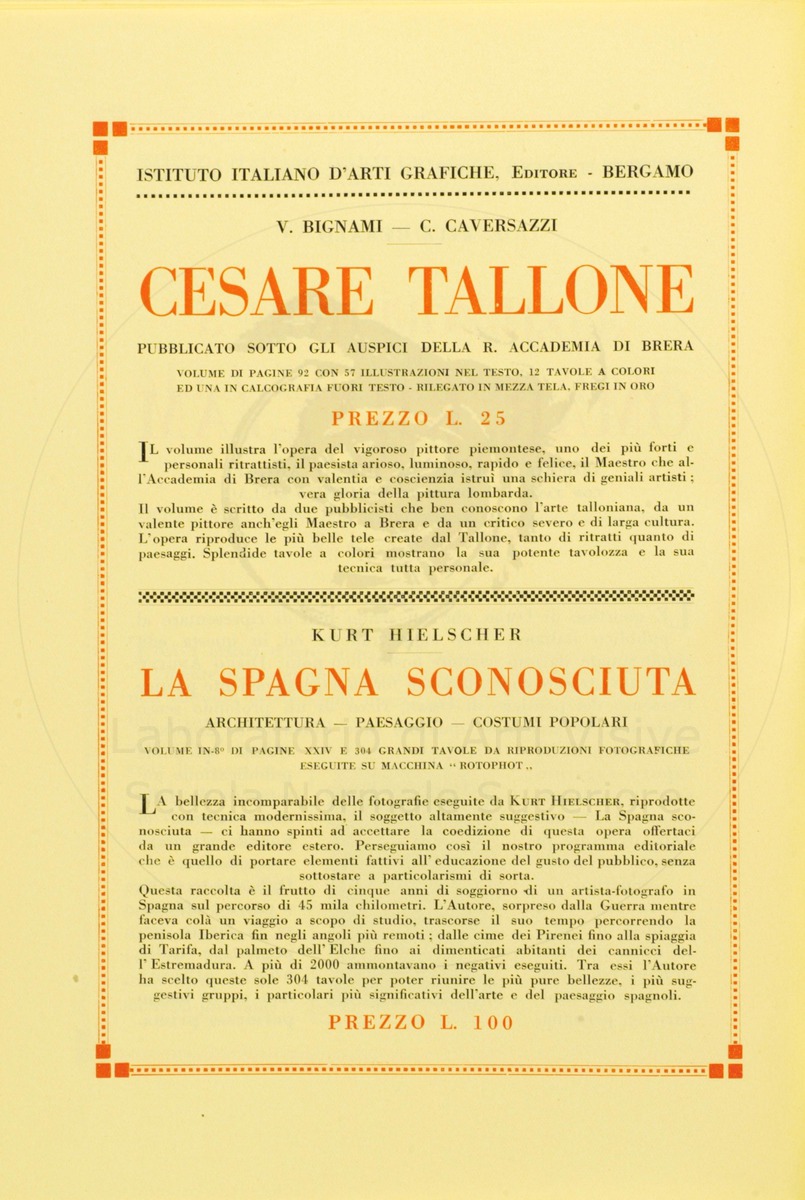 ISTITUTO ITALIANO D'ARTI GRAFICHE, EDITORE - BERGAMO
V. BIGNAMI — C. CAVERSAZZI
CESARE TALLONE
PUBBLICATO SOTTO GLI AUSPICI DELLA R. ACCADEMIA DI BRERA
VOLUME DI PAGINE 92 CON 57 ILLUSTRAZIONI NEL TESTO, 12 TAVOLE A COLORI
ED UNA IN CALCOGRAFIA FUORI TESTO - RILEGATO IN MEZZA TELA, FREGI IN ORO
PREZZO L. 25
IL volume illustra l'opera del vigoroso pittore piemontese, uno dei più forti e
personali ritrattisti, il paesista arioso, luminoso, rapido e felice, il Maestro che al-
l'Accademia di Brera con valentia e coscienzia istruì una schiera di geniali artisti ;
vera gloria della pittura lombarda.
Il volume è scritto da due pubblicisti che ben conoscono l'arte talloniana, da un
valente pittore anch'egli Maestro a Brera e da un critico severo e di larga cultura.
L'opera riproduce le più belle tele create dal Tallone, tanto di ritratti quanto di
paesaggi. Splendide tavole a colori mostrano la sua potente tavolozza e la sua
tecnica tutta personale.
KURT HIELSCHER
LA SPAGNA SCONOSCIUTA
ARCHITETTURA — PAESAGGIO — COSTUMI POPOLARI
VOLUME IN-8° DI PAGINE XXIV E 304 GRANDI TAVOLE DA RIPRODUZIONI FOTOGRAFICHE
ESEGUITE SU MACCHINA “ ROTOPHOT „
LA bellezza incomparabile delle fotografie eseguite da KURT HIELSCHER, riprodotte
con tecnica modernissima, il soggetto altamente suggestivo — La Spagna sco-
nosciuta — ci hanno spinti ad accettare la coedizione di questa opera offertaci
da un grande editore estero. Perseguiamo così il nostro programma editoriale
che è quello di portare elementi fattivi all' educazione del gusto del pubblico, senza
sottostare a particolarismi di sorta.
Questa raccolta è il frutto di cinque anni di soggiorno di un artista-fotografo in
Spagna sul percorso di 45 mila chilometri. L'Autore, sorpreso dalla Guerra mentre
faceva colà un viaggio a scopo di studio, trascorse il suo tempo percorrendo la
penisola Iberica fin negli angoli più remoti ; dalle cime dei Pirenei fino alla spiaggia
di Tarifa, dal palmeto dell' Elche fino ai dimenticati abitanti dei cannicci del-
l' Estremadura. A più di 2000 ammontavano i negativi eseguiti. Tra essi l'Autore
ha scelto queste sole 304 tavole per poter riunire le più pure bellezze, i più sug-
gestivi gruppi, i particolari più significativi dell'arte e del paesaggio spagnoli.
PREZZO L. 100